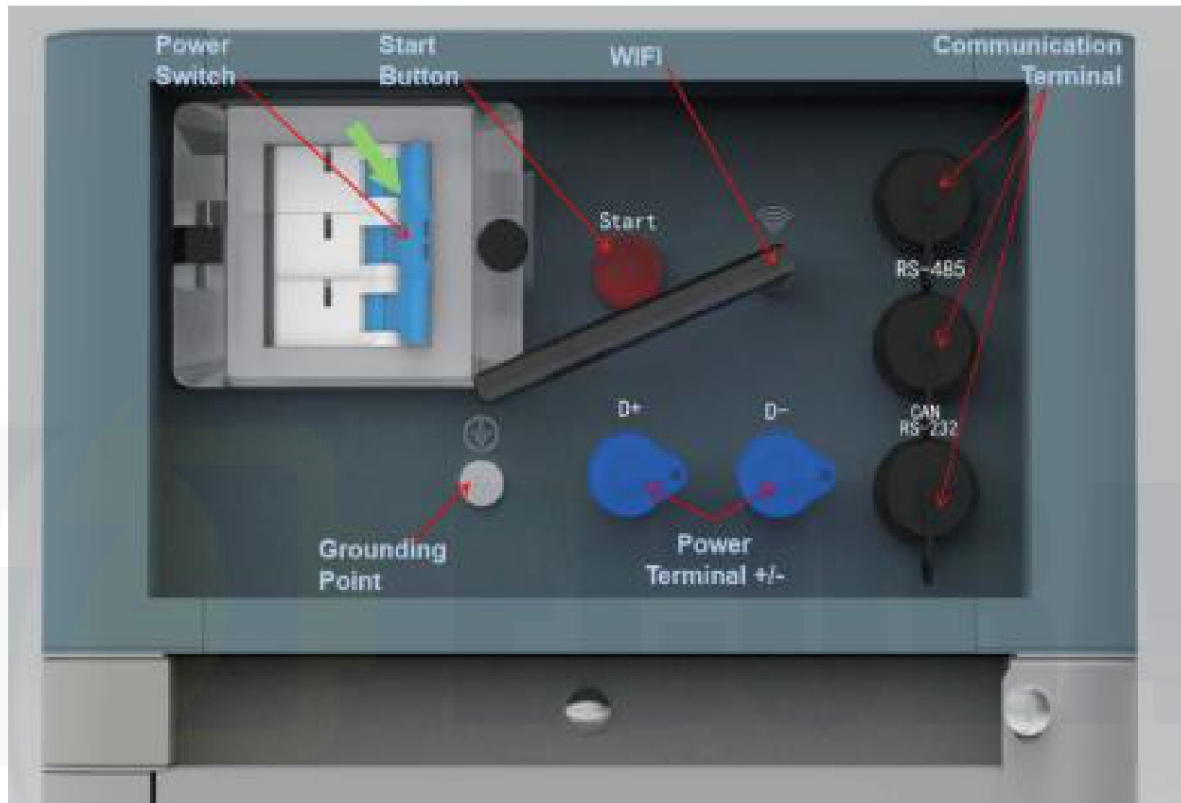 Power
Switch
Start
Button
WIFI
Communication
Terminal
Start
RS-485
D+
D-
CAN
RS-232
Grounding
Point
Power
Terminal +/-